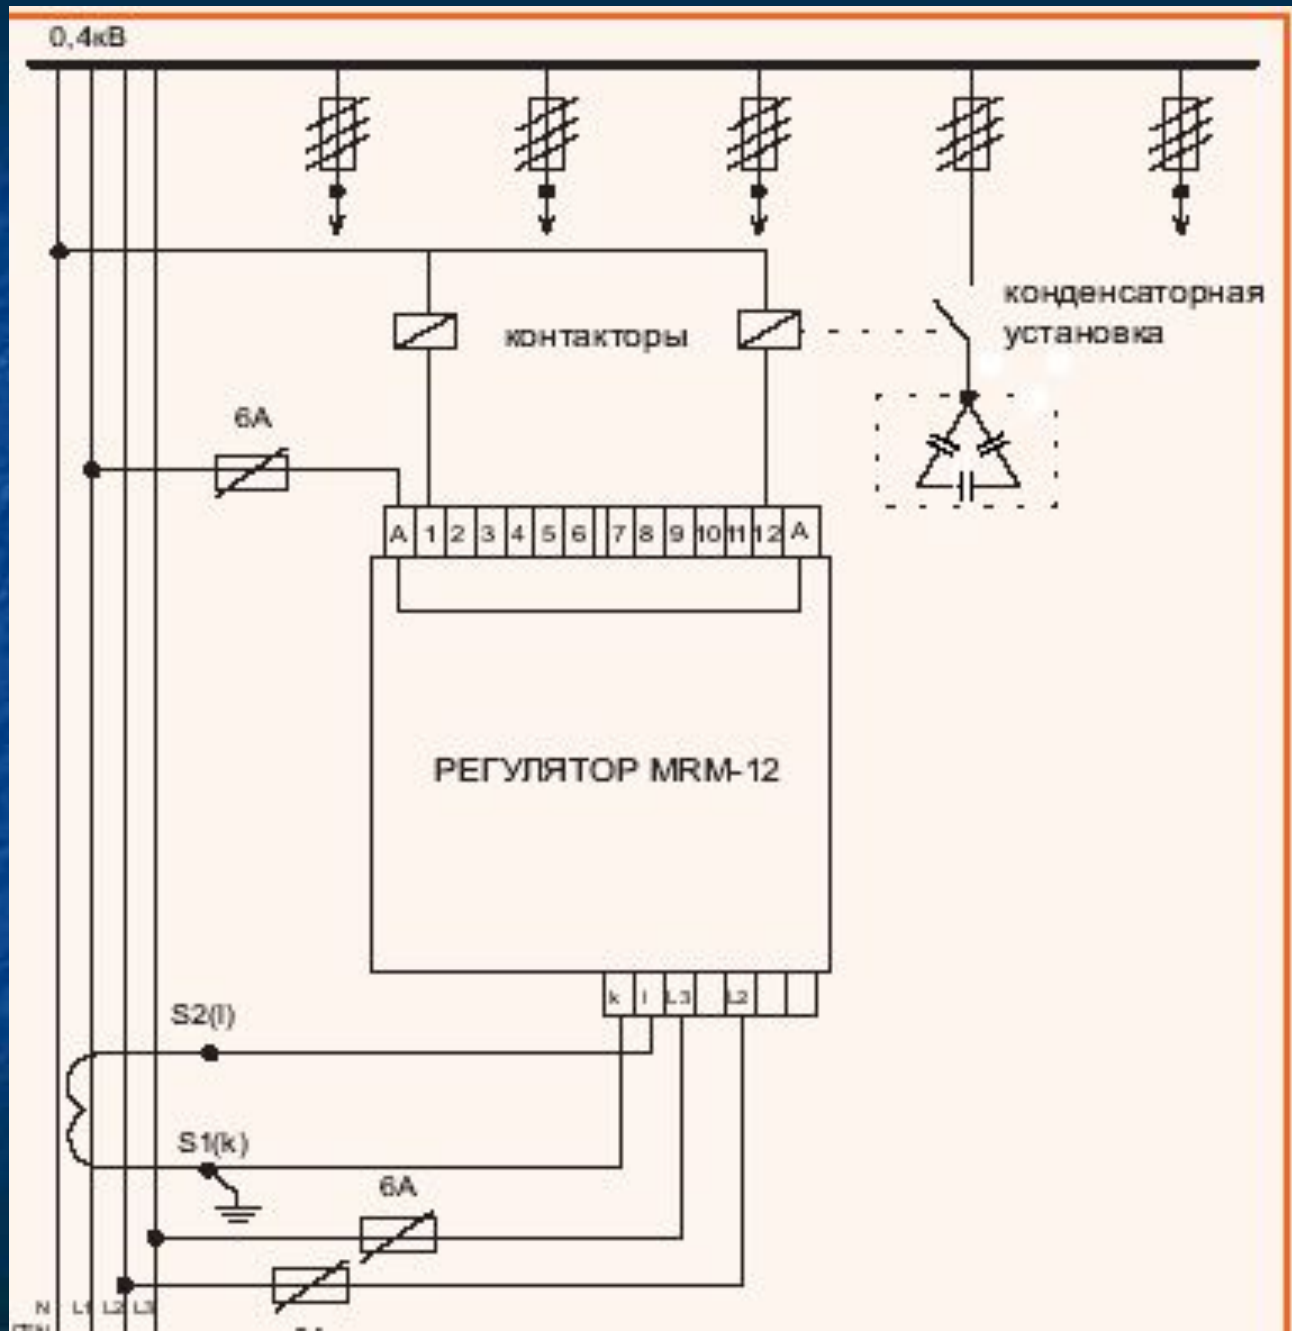 0,4кВ
конденсаторная
установка
контакторы
6А
А 1 2 3 4 5 6 7 8 9 10 11 12 А
РЕГУЛЯТОР MRM-12
k l L3 L2
S2(l)
S1(k)
6А
N L1 L2 L3